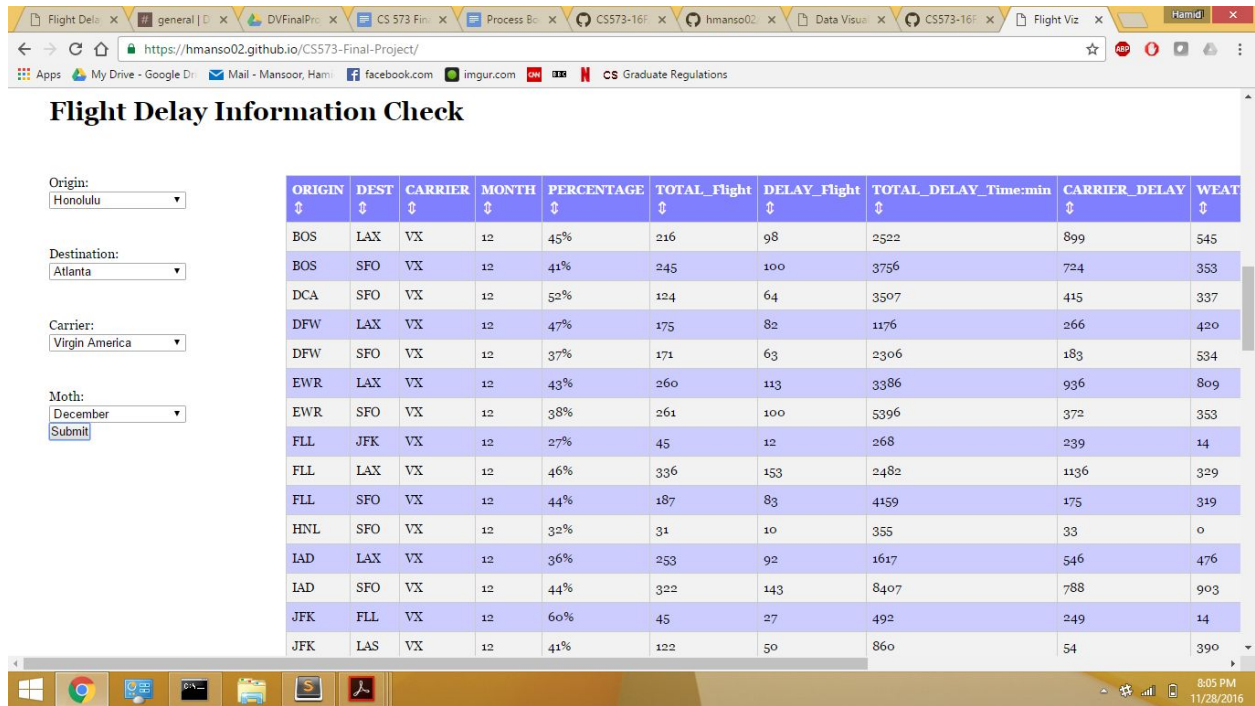 Flight Dela general | D DVFinalPro CS 573 Fin Process Bo CS573-16F hmanso02 Data Visua CS573-16F Flight Viz Hamid
https://hmanso02.github.io/CS573-Final-Project/
Apps My Drive - Google Dr Mail - Mansoor, Ham facebook.com imgur.com CNN BBC N CS Graduate Regulations
Flight Delay Information Check
Origin:
Honolulu
Destination:
Atlanta
Carrier:
Virgin America
Moth:
December
Submit
ORIGIN DEST CARRIER MONTH PERCENTAGE TOTAL_Flight DELAY_Flight TOTAL_DELAY_Time:min CARRIER_DELAY WEAT
BOS LAX VX 12 45% 216 98 2522 899 545
BOS SFO VX 12 41% 245 100 3756 724 353
DCA SFO VX 12 52% 124 64 3507 415 337
DFW LAX VX 12 47% 175 82 1176 266 420
DFW SFO VX 12 37% 171 63 2306 183 534
EWR LAX VX 12 43% 260 113 3386 936 809
EWR SFO VX 12 38% 261 100 5396 372 353
FLL JFK VX 12 27% 45 12 268 239 14
FLL LAX VX 12 46% 336 153 2482 1136 329
FLL SFO VX 12 44% 187 83 4159 175 319
HNL SFO VX 12 32% 31 10 355 33 0
IAD LAX VX 12 36% 253 92 1617 546 476
IAD SFO VX 12 44% 322 143 8407 788 903
JFK FLL VX 12 60% 45 27 492 249 14
JFK LAS VX 12 41% 122 50 860 54 390
8:05 PM
11/28/2016